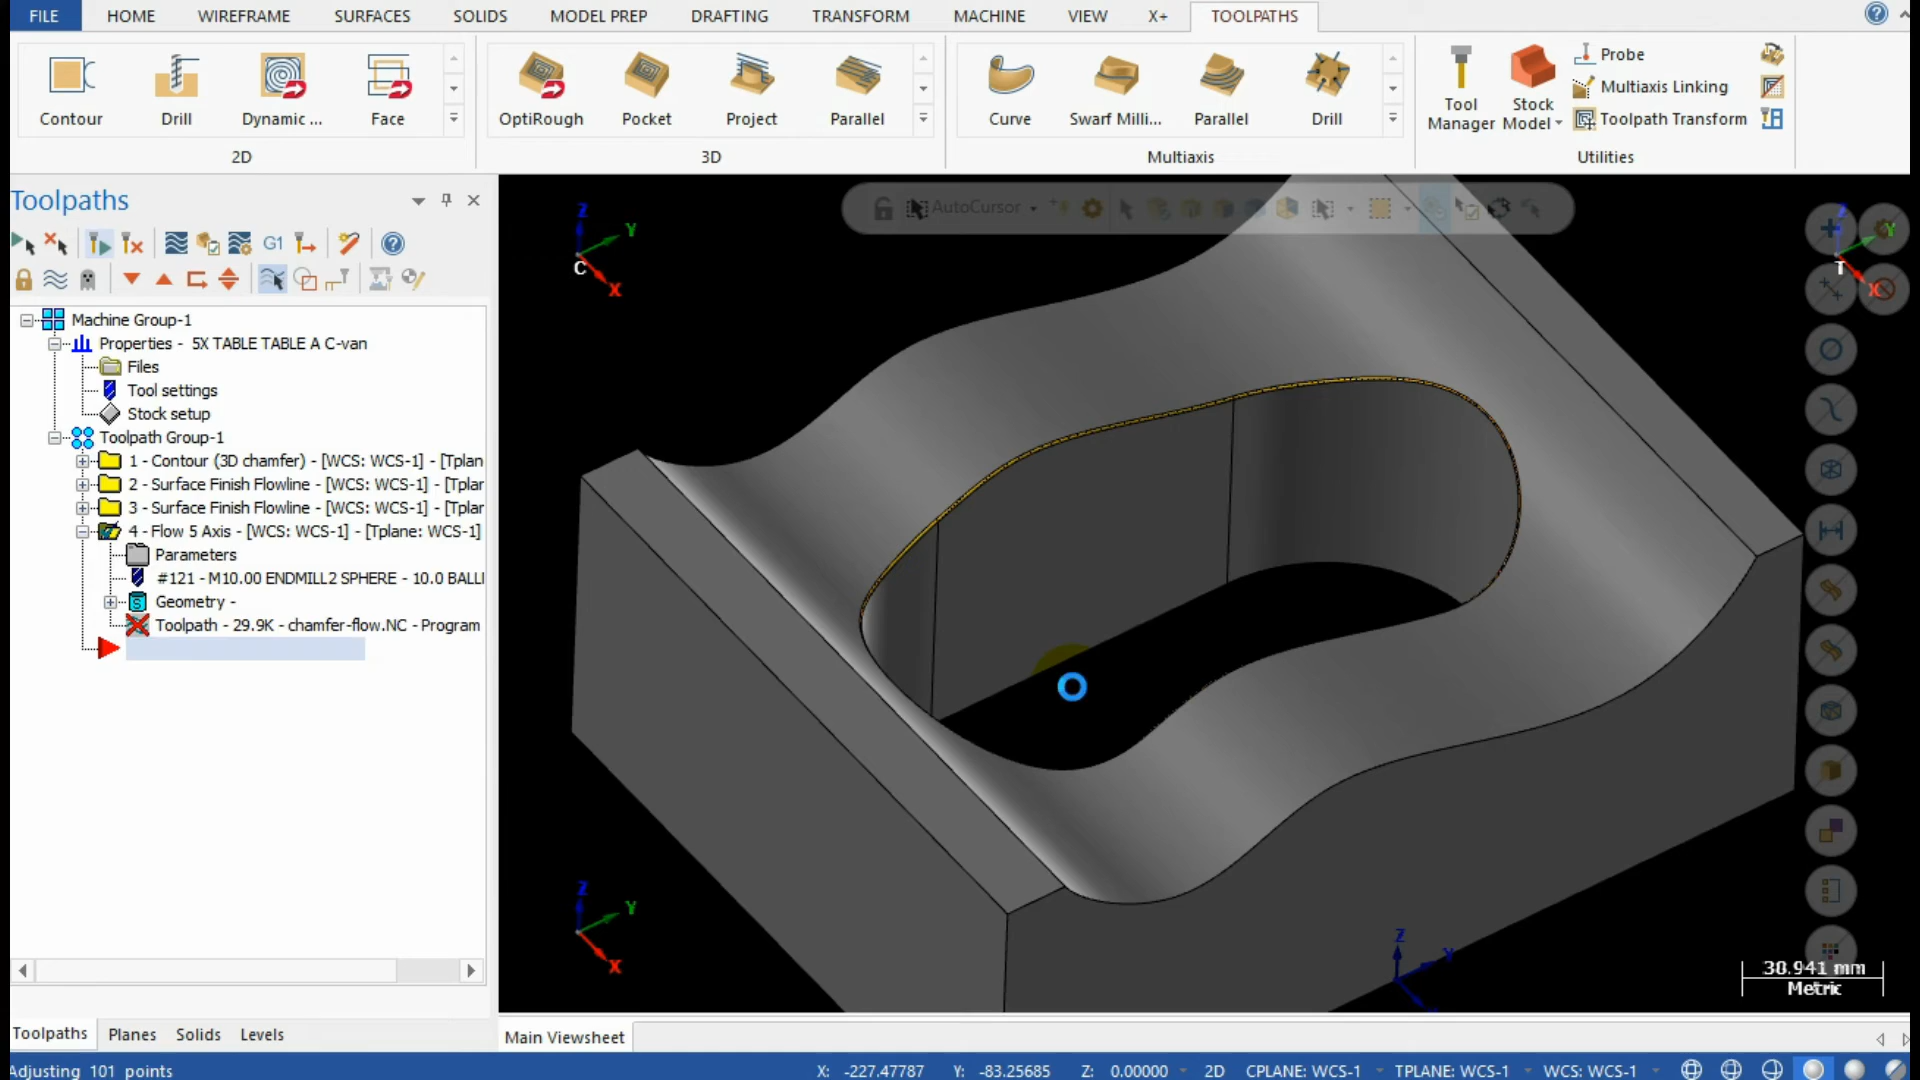 FILE HOME WIREFRAME SURFACES SOLIDS MODEL PREP DRAFTING TRANSFORM MACHINE VIEW X+ TOOLPATHS
Contour Drill Dynamic ... Face
2D
OptiRough Pocket Project Parallel
3D
Curve Swarf Milli... Parallel Drill
Multiaxis
Tool Manager
Stock Model
Probe
Multiaxis Linking
Toolpath Transform
Utilities
Toolpaths
G1
Machine Group-1
Properties - 5X TABLE TABLE A C-van
Files
Tool settings
Stock setup
Toolpath Group-1
1 - Contour (3D chamfer) - [WCS: WCS-1] - [Tplan
2 - Surface Finish Flowline - [WCS: WCS-1] - [Tplar
3 - Surface Finish Flowline - [WCS: WCS-1] - [Tplar
4 - Flow 5 Axis - [WCS: WCS-1] - [Tplane: WCS-1]
Parameters
#121 - M10.00 ENDMILL2 SPHERE - 10.0 BALLI
Geometry -
Toolpath - 29.9K - chamfer-flow.NC - Program
Toolpaths Planes Solids Levels
AutoCursor
Z Y C X
Z Y T X
Z Y X
Z Y
30.941 mm
Metric
Main Viewsheet
Adjusting 101 points
X: -227.47787 Y: -83.25685 Z: 0.00000 2D CPLANE: WCS-1 TPLANE: WCS-1 WCS: WCS-1